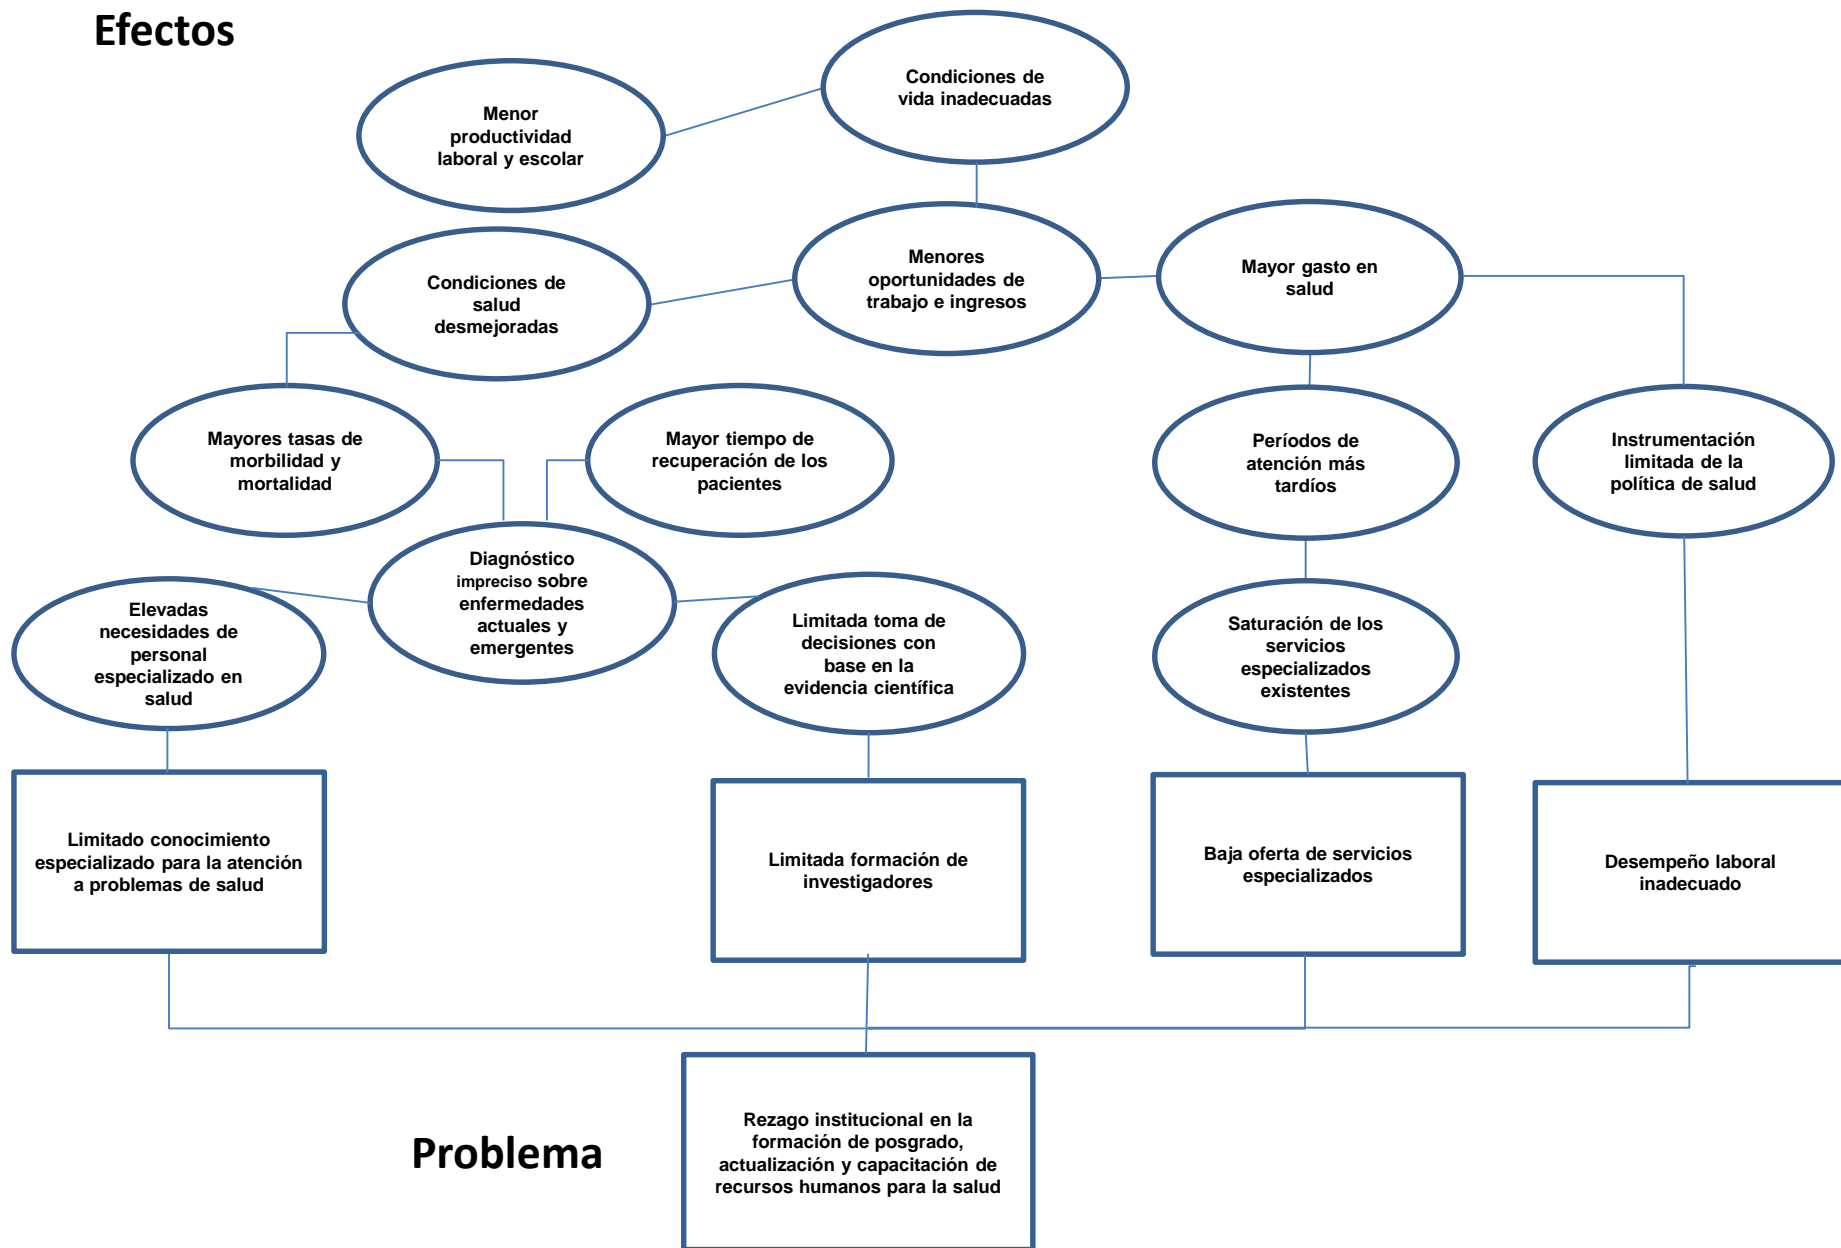 Efectos
Condiciones de
vida inadecuadas
Menor
productividad
laboral y escolar
Condiciones de
salud
desmejoradas
Menores
oportunidades de
trabajo e ingresos
Mayor gasto en
salud
Mayores tasas de
morbilidad y
mortalidad
Mayor tiempo de
recuperación de los
pacientes
Períodos de
atención más
tardíos
Instrumentación
limitada de la
política de salud
Diagnóstico
impreciso sobre
enfermedades
actuales y
emergentes
Elevadas
necesidades de
personal
especializado en
salud
Limitada toma de
decisiones con
base en la
evidencia científica
Saturación de los
servicios
especializados
existentes
Limitado conocimiento
especializado para la atención
a problemas de salud
Limitada formación de
investigadores
Baja oferta de servicios
especializados
Desempeño laboral
inadecuado
Problema
Rezago institucional en la
formación de posgrado,
actualización y capacitación de
recursos humanos para la salud